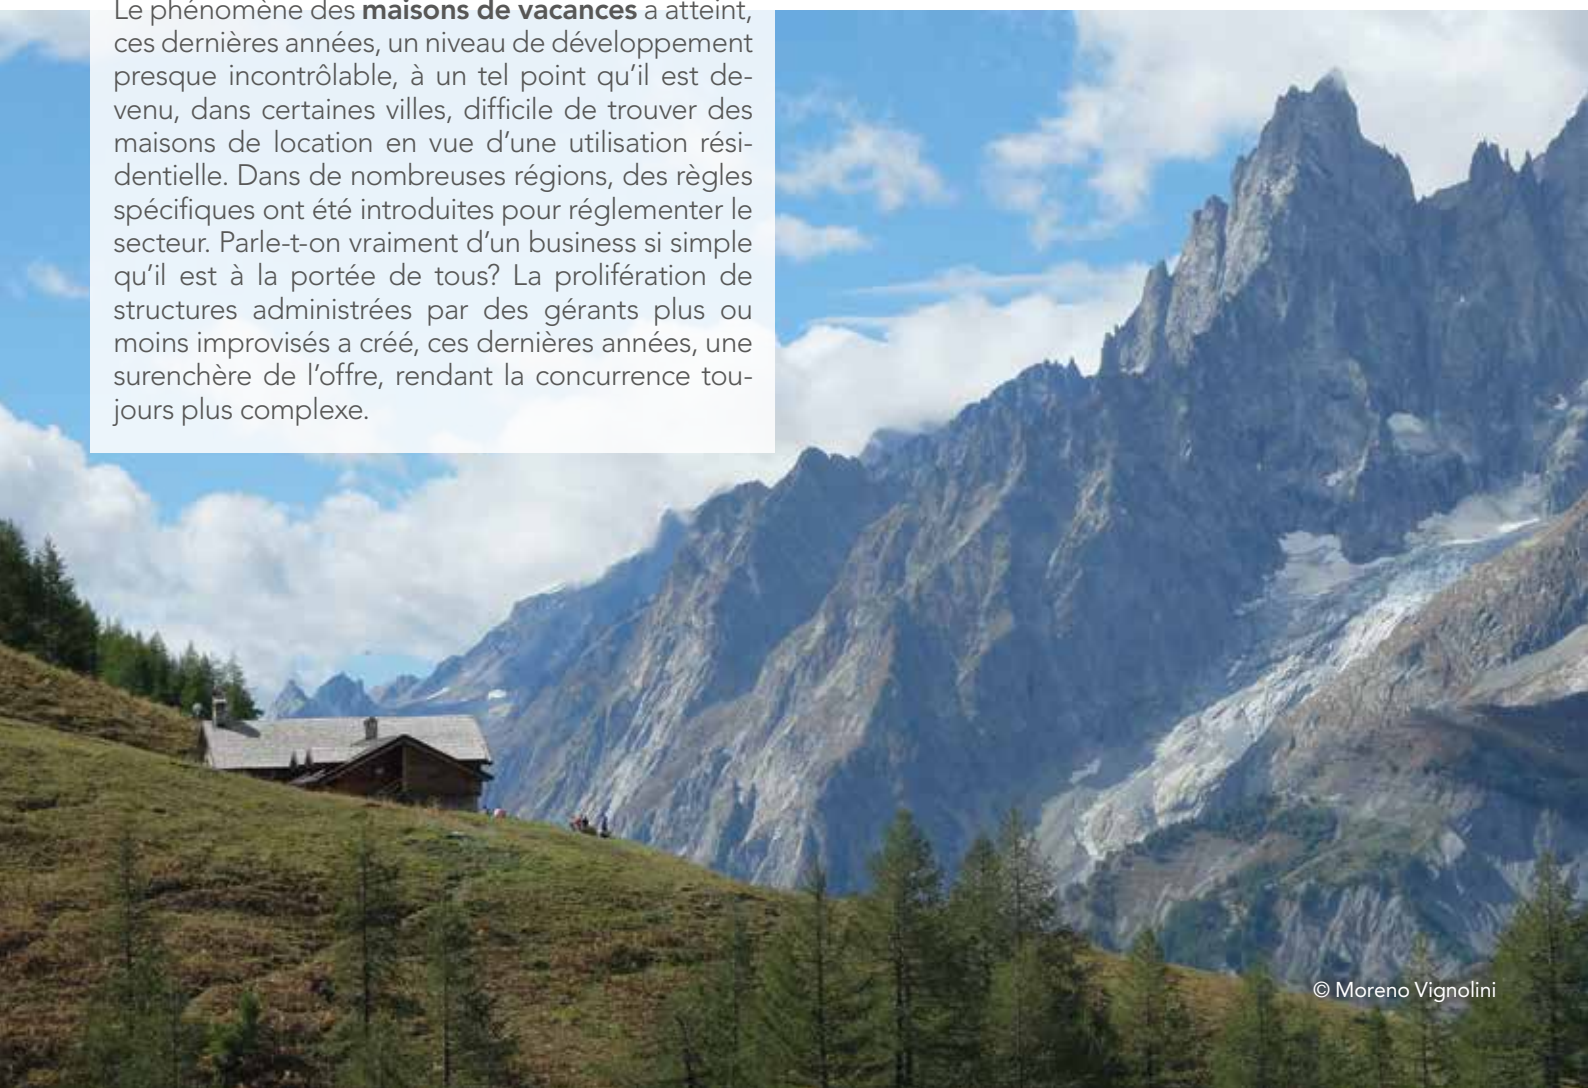 Le phénomène des maisons de vacances a atteint,
ces dernières années, un niveau de développement
presque incontrôlable, à un tel point qu’il est de-
venu, dans certaines villes, difficile de trouver des
maisons de location en vue d’une utilisation rési-
dentielle. Dans de nombreuses régions, des règles
spécifiques ont été introduites pour réglementer le
secteur. Parle-t-on vraiment d’un business si simple
qu’il est à la portée de tous? La prolifération de
structures administrées par des gérants plus ou
moins improvisés a créé, ces dernières années, une
surenchère de l’offre, rendant la concurrence tou-
jours plus complexe.
© Moreno Vignolini